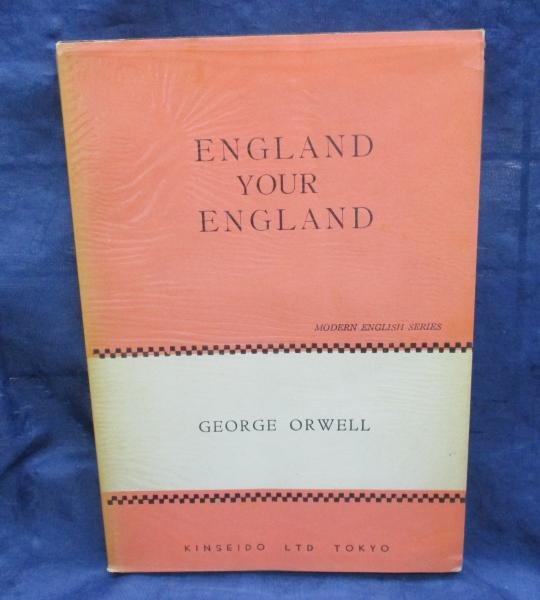 ENGLAND
YOUR
ENGLAND
MODERN ENGLISH SERIES
GEORGE ORWELL
KINSEIDO LTD TOKYO